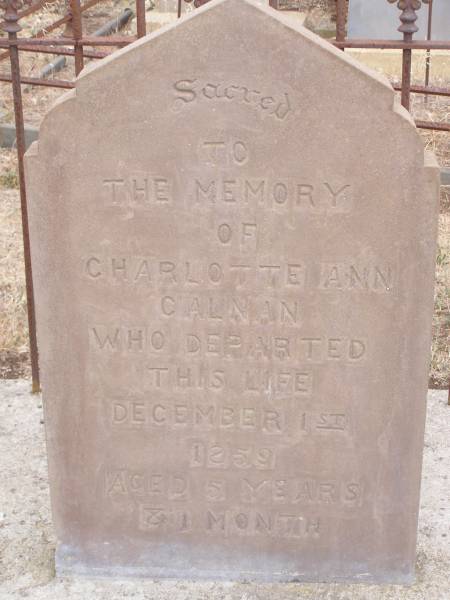 Sacred
TO
THE MEMORY
OF
CHARLOTTE ANN
CALNAN
WHO DEPARTED
THIS LIFE
DECEMBER 1ST
1859
AGED 5 YEARS
& 1 MONTH